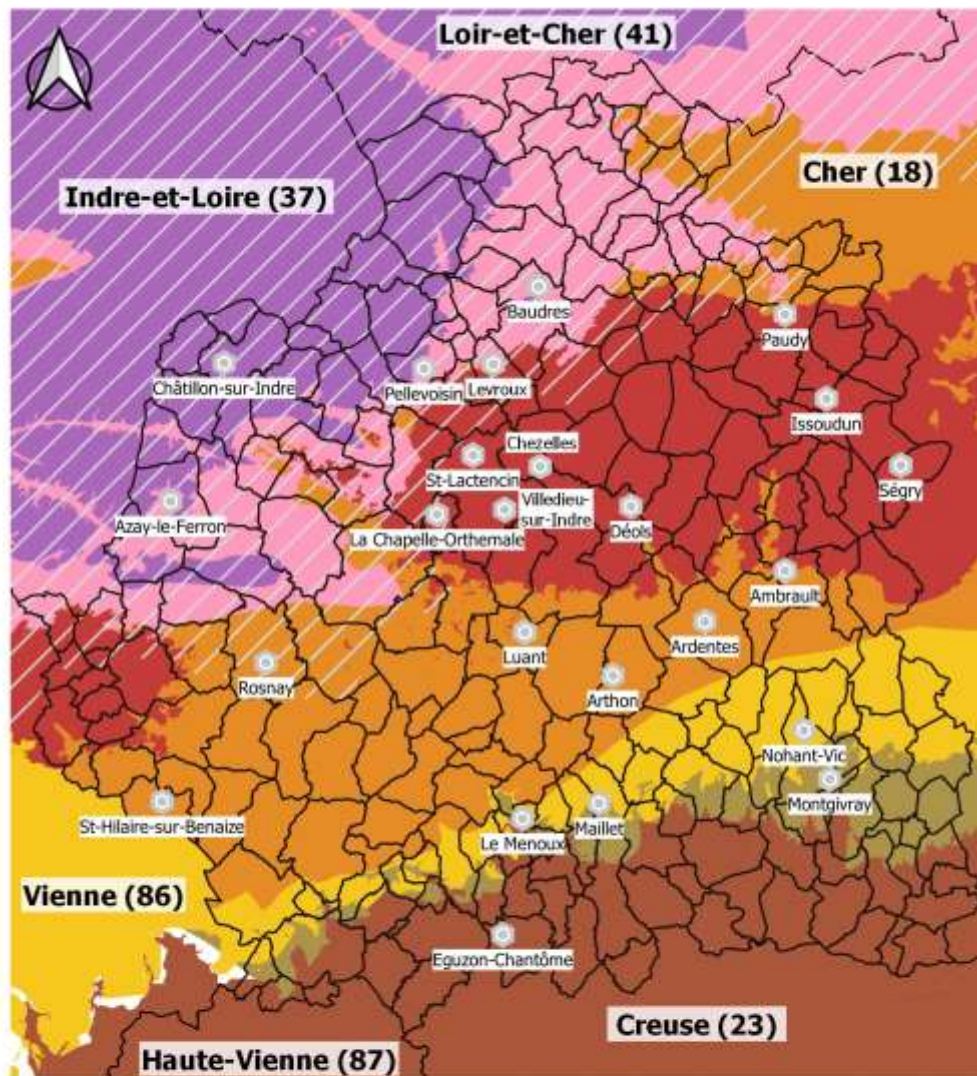 Loir-et-Cher (41)
Cher (18)
Indre-et-Loire (37)
Baudres
Paudy
Châtillon-sur-Indre
Pellevoisin
Levroux
Issoudun
Chezelles
St-Lactencin
Ségry
Villedieu-
sur-Indre
Azay-le-Ferron
La Chapelle-Orthemale
Déols
Ambrault
Ardentes
Luant
Rosnay
Arthon
Nohant-Vic
Montgivray
St-Hilaire-sur-Benaize
Le Menoux
Maillet
Vienne (86)
Eguzon-Chantôme
Creuse (23)
Haute-Vienne (87)